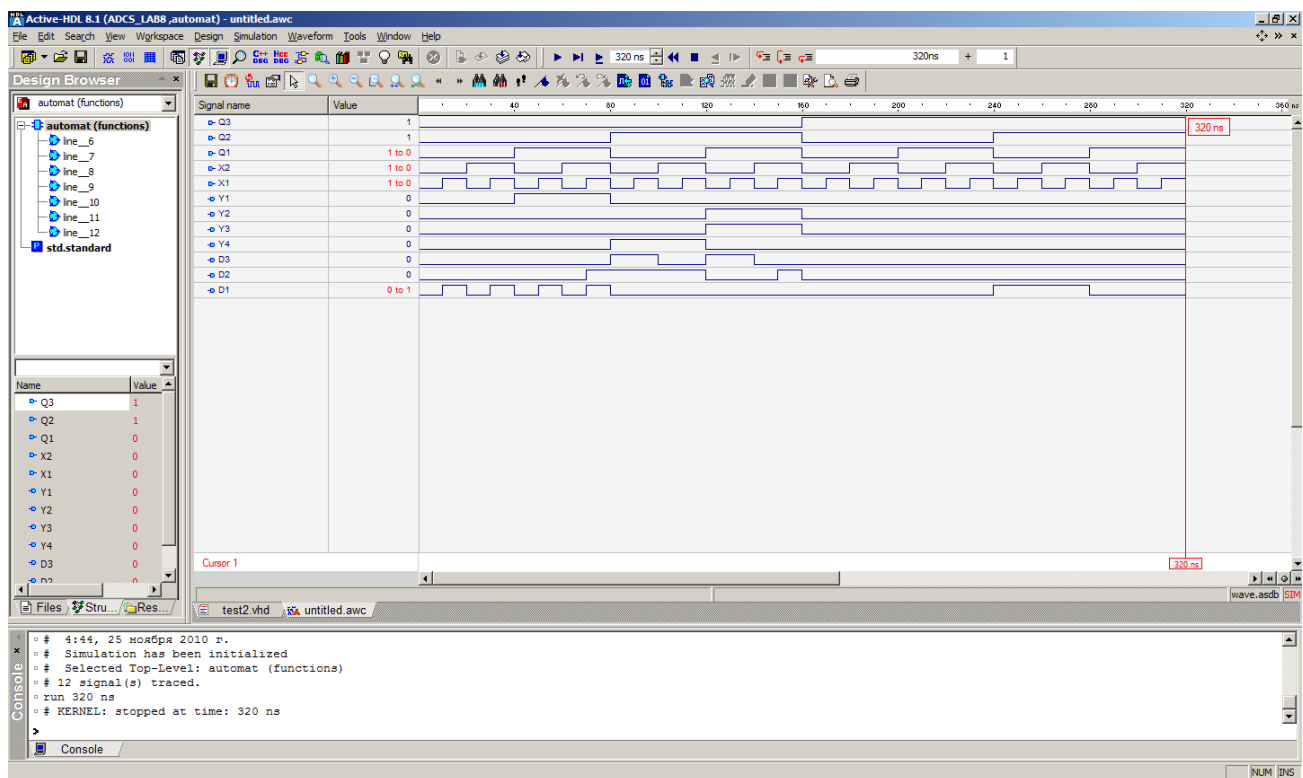 Active-HDL 8.1 (ADCS_LAB8 ,automat) - untitled.awc
File Edit Search View Workspace Design Simulation Waveform Tools Window Help
320 ns
320ns + 1
Design Browser
automat (functions)
automat (functions)
line__6
line__7
line__8
line__9
line__10
line__11
line__12
std.standard
Name Value
Q3 1
Q2 1
Q1 0
X2 0
X1 0
Y1 0
Y2 0
Y3 0
Y4 0
D3 0
D2 0
Files Stru... Res...
Signal name Value 40 80 120 160 200 240 280 320 360 ns
Q3 1
320 ns
Q2 1
Q1 1 to 0
X2 1 to 0
X1 1 to 0
Y1 0
Y2 0
Y3 0
Y4 0
D3 0
D2 0
D1 0 to 1
Cursor 1 320 ns
wave.asdb SIM
test2.vhd untitled.awc
Console
# 4:44, 25 ноября 2010 г.
# Simulation has been initialized
# Selected Top-Level: automat (functions)
# 12 signal(s) traced.
run 320 ns
# KERNEL: stopped at time: 320 ns
>
Console
NUM INS